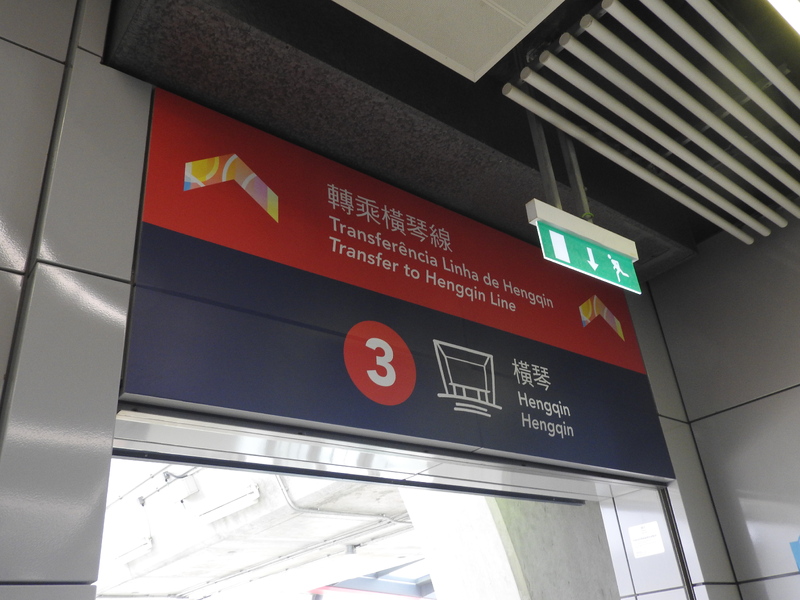 轉乘橫琴線
Transferência Linha de Hengqin
Transfer to Hengqin Line
3
橫琴
Hengqin
Hengqin